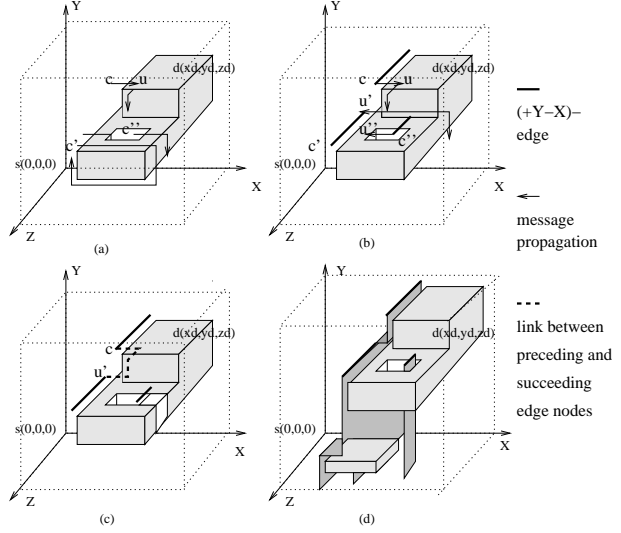 Y
d(xd,yd,zd)
c
u
c''
c'
s(0,0,0)
X
Z
(a)
Y
d(xd,yd,zd)
c
u
u'
u''
c'
c''
s(0,0,0)
X
Z
(b)
(+Y–X)–
edge
message
propagation
Y
d(xd,yd,zd)
c
u'
s(0,0,0)
X
Z
(c)
Y
d(xd,yd,zd)
s(0,0,0)
X
Z
(d)
link between
preceding and
succeeding
edge nodes